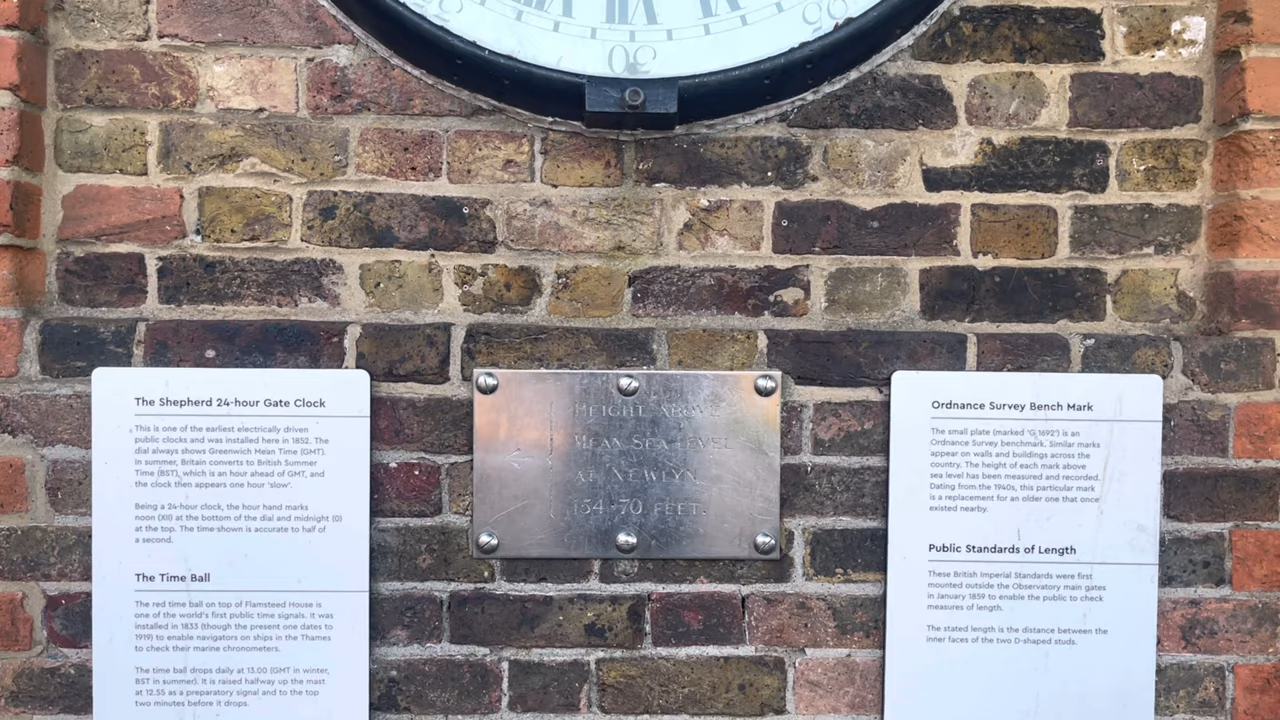 30
The Shepherd 24-hour Gate Clock
This is one of the earliest electrically driven
public clocks and was installed here in 1852. The
dial always shows Greenwich Mean Time (GMT).
In summer, Britain converts to British Summer
Time (BST), which is an hour ahead of GMT, and
the clock then appears one hour 'slow'.
Being a 24-hour clock, the hour hand marks
noon (XII) at the bottom of the dial and midnight (0)
at the top. The time shown is accurate to half of
a second.
The Time Ball
The red time ball on top of Flamsteed House is
one of the world's first public time signals. It was
installed in 1833 (though the present one dates to
1919) to enable navigators on ships in the Thames
to check their marine chronometers.
The time ball drops daily at 13.00 (GMT in winter,
BST in summer). It is raised halfway up the mast
at 12.55 as a preparatory signal and to the top
two minutes before it drops.
HEIGHT ABOVE
MEAN SEA LEVEL
AT NEWLYN
154·70 FEET.
Ordnance Survey Bench Mark
The small plate (marked 'G 1692') is an
Ordnance Survey benchmark. Similar marks
appear on walls and buildings across the
country. The height of each mark above
sea level has been measured and recorded.
Dating from the 1940s, this particular mark
is a replacement for an older one that once
existed nearby.
Public Standards of Length
These British Imperial Standards were first
mounted outside the Observatory main gates
in January 1859 to enable the public to check
measures of length.
The stated length is the distance between the
inner faces of the two D-shaped studs.